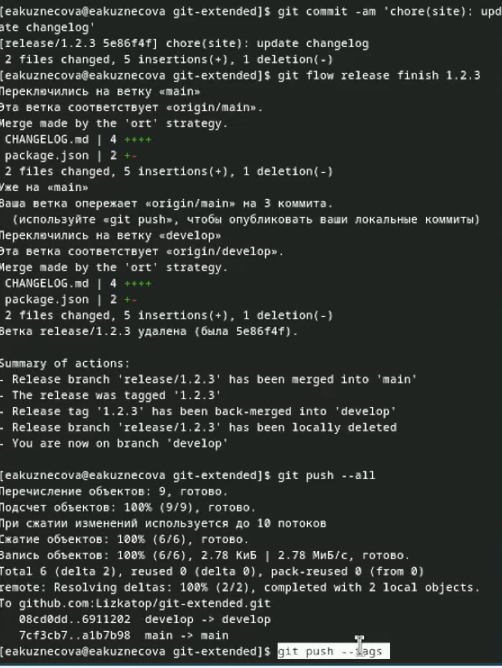 [eakuznecova@eakuznecova git-extended]$ git commit -am 'chore(site): upd
ate changelog'
[release/1.2.3 5e86f4f] chore(site): update changelog
2 files changed, 5 insertions(+), 1 deletion(-)
[eakuznecova@eakuznecova git-extended]$ git flow release finish 1.2.3
Переключились на ветку «main»
Эта ветка соответствует «origin/main».
Merge made by the 'ort' strategy.
CHANGELOG.md | 4 ++++
package.json | 2 +-
2 files changed, 5 insertions(+), 1 deletion(-)
Уже на «main»
Ваша ветка опережает «origin/main» на 3 коммита.
(используйте «git push», чтобы опубликовать ваши локальные коммиты)
Переключились на ветку «develop»
Эта ветка соответствует «origin/develop».
Merge made by the 'ort' strategy.
CHANGELOG.md | 4 ++++
package.json | 2 +-
2 files changed, 5 insertions(+), 1 deletion(-)
Ветка release/1.2.3 удалена (была 5e86f4f).
Summary of actions:
- Release branch 'release/1.2.3' has been merged into 'main'
- The release was tagged '1.2.3'
- Release tag '1.2.3' has been back-merged into 'develop'
- Release branch 'release/1.2.3' has been locally deleted
- You are now on branch 'develop'
[eakuznecova@eakuznecova git-extended]$ git push --all
Перечисление объектов: 9, готово.
Подсчет объектов: 100% (9/9), готово.
При сжатии изменений используется до 10 потоков
Сжатие объектов: 100% (6/6), готово.
Запись объектов: 100% (6/6), 2.78 КиБ | 2.78 МиБ/с, готово.
Total 6 (delta 2), reused 0 (delta 0), pack-reused 0 (from 0)
remote: Resolving deltas: 100% (2/2), completed with 2 local objects.
To github.com:Lizkatop/git-extended.git
08cd0dd..6911202 develop -> develop
7cf3cb7..a1b7b98 main -> main
[eakuznecova@eakuznecova git-extended]$ git push --tags